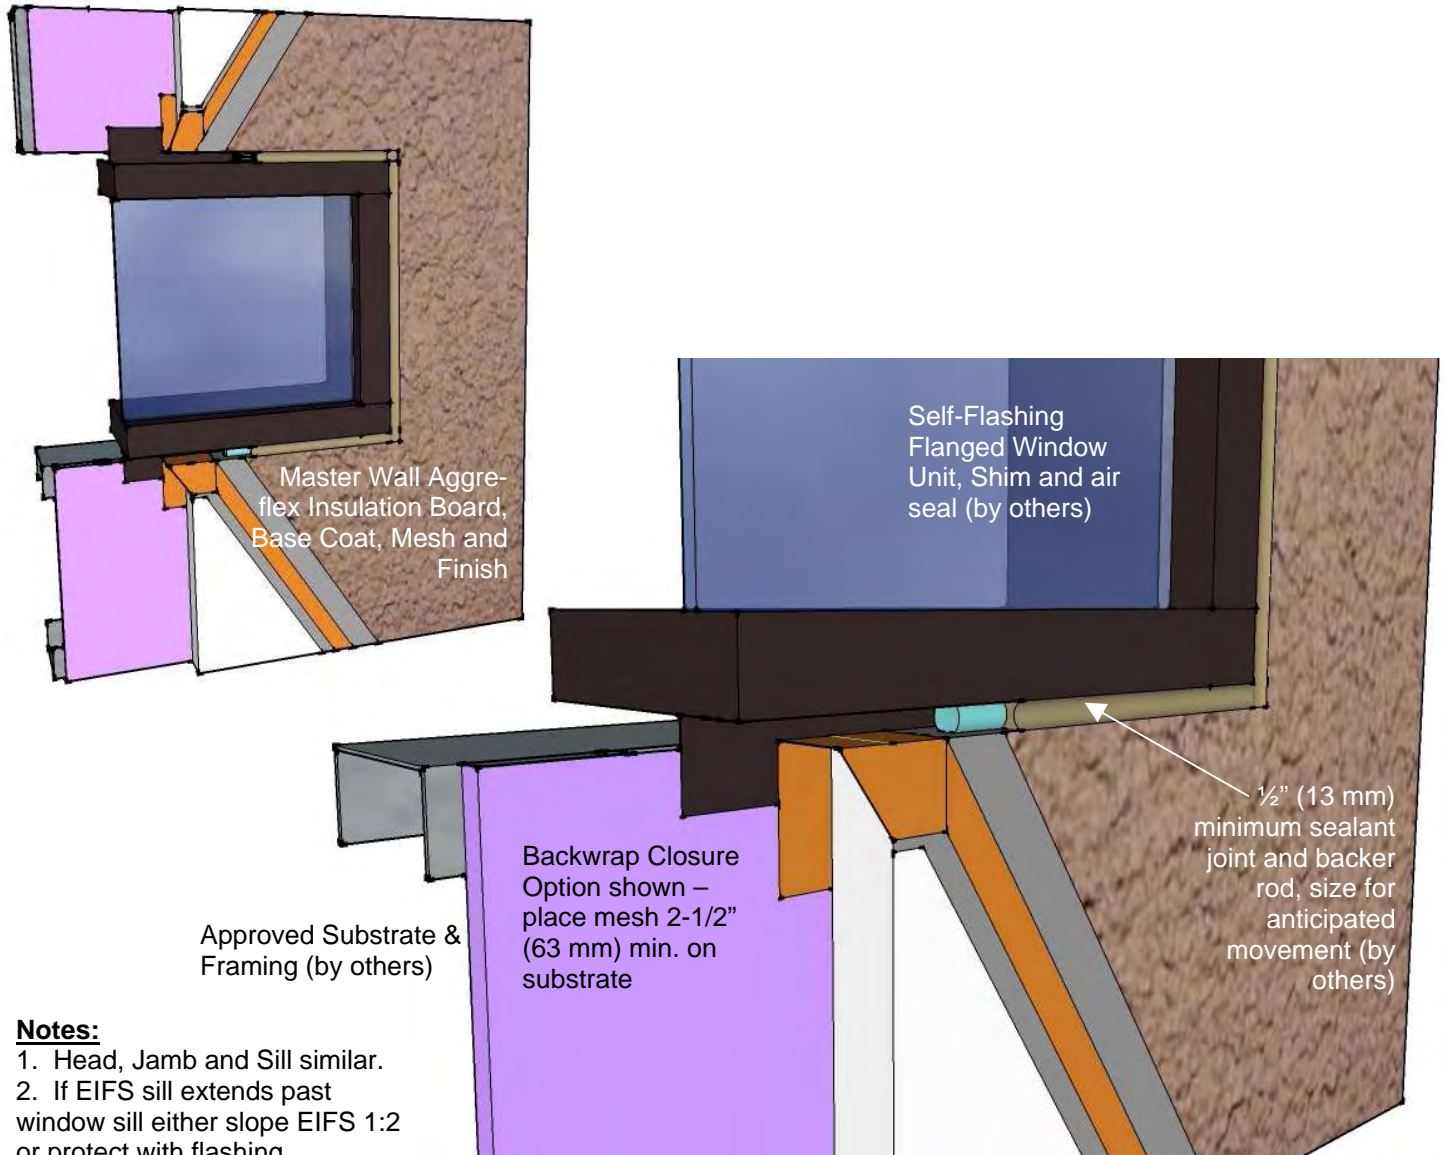 Master Wall Aggre-
flex Insulation Board,
Base Coat, Mesh and
Finish
Self-Flashing
Flanged Window
Unit, Shim and air
seal (by others)
½” (13 mm)
minimum sealant
joint and backer
rod, size for
anticipated
movement (by
others)
Backwrap Closure
Option shown –
place mesh 2-1/2”
(63 mm) min. on
substrate
Approved Substrate &
Framing (by others)
Notes:
1. Head, Jamb and Sill similar.
2. If EIFS sill extends past
window sill either slope EIFS 1:2
or protect with flashing